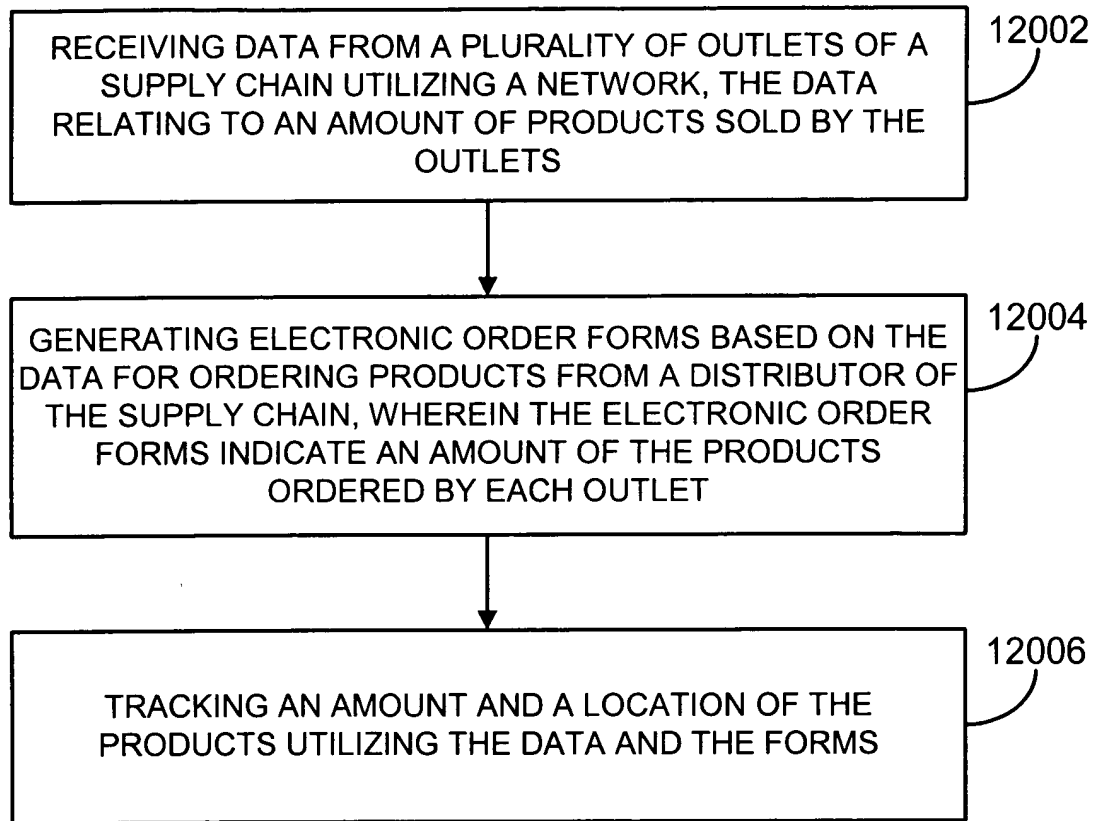 RECEIVING DATA FROM A PLURALITY OF OUTLETS OF A
SUPPLY CHAIN UTILIZING A NETWORK, THE DATA
RELATING TO AN AMOUNT OF PRODUCTS SOLD BY THE
OUTLETS
12002
GENERATING ELECTRONIC ORDER FORMS BASED ON THE
DATA FOR ORDERING PRODUCTS FROM A DISTRIBUTOR OF
THE SUPPLY CHAIN, WHEREIN THE ELECTRONIC ORDER
FORMS INDICATE AN AMOUNT OF THE PRODUCTS
ORDERED BY EACH OUTLET
12004
TRACKING AN AMOUNT AND A LOCATION OF THE
PRODUCTS UTILIZING THE DATA AND THE FORMS
12006